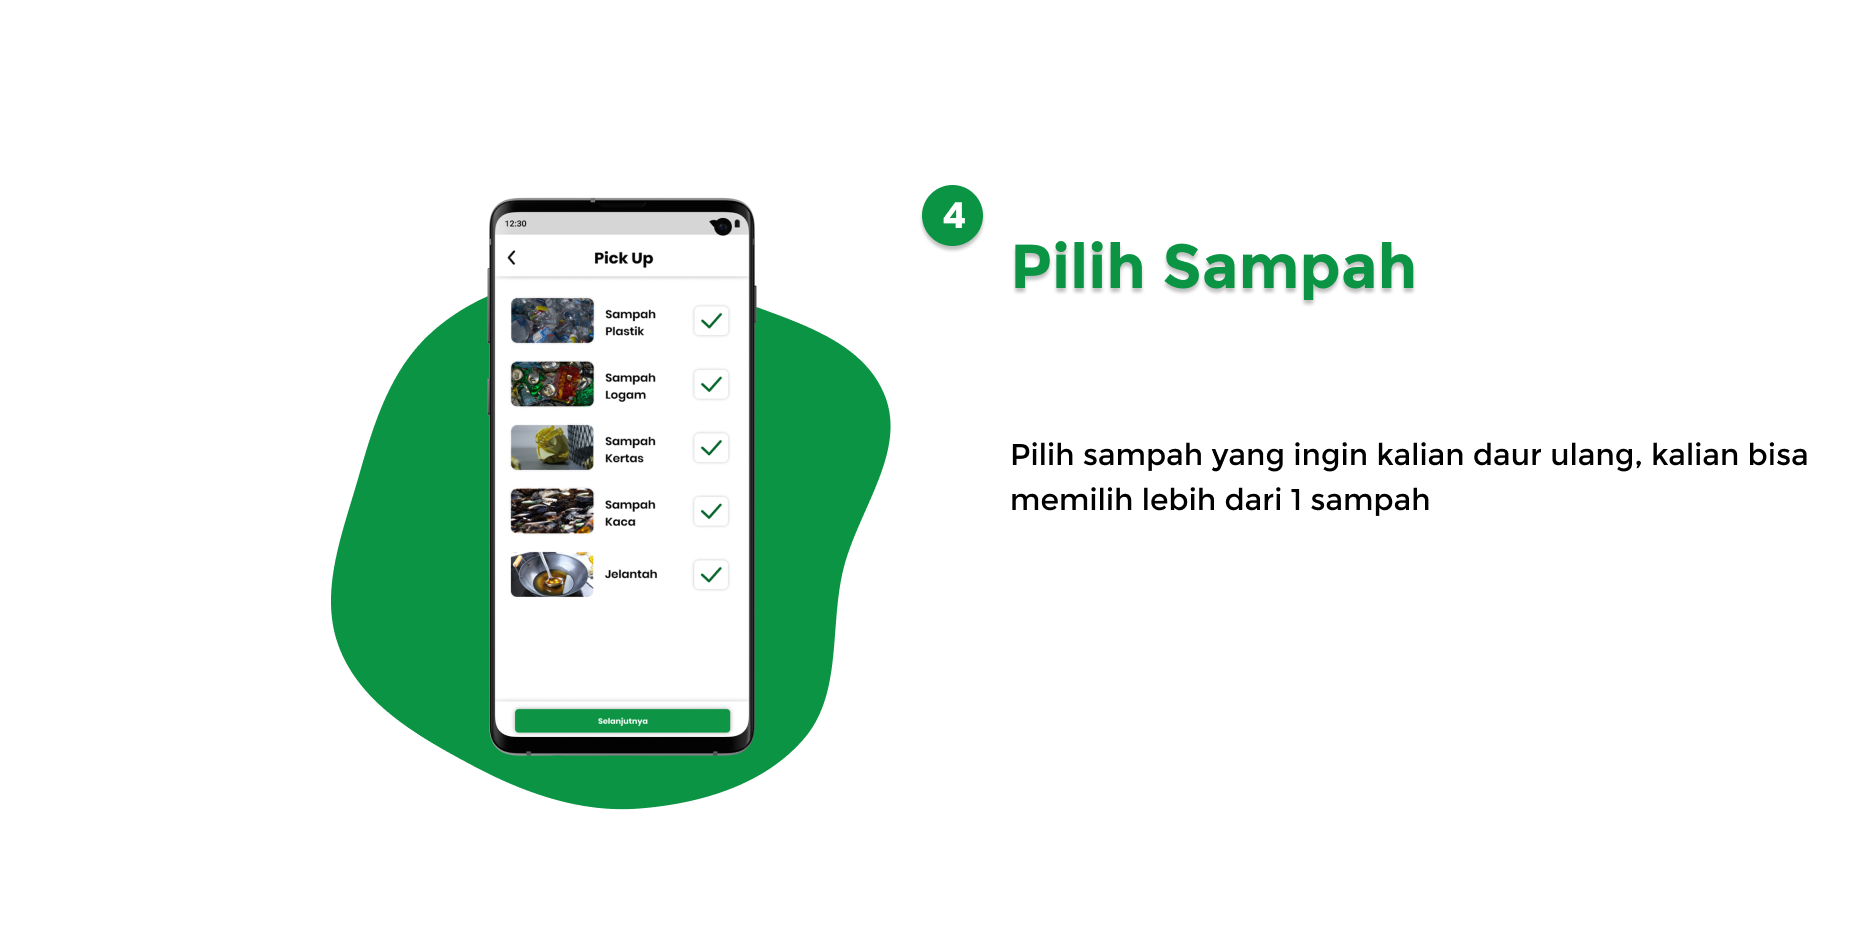 12:30
Pick Up
Sampah
Plastik
Sampah
Logam
Sampah
Kertas
Sampah
Kaca
Jelantah
Selanjutnya
4
Pilih Sampah
Pilih sampah yang ingin kalian daur ulang, kalian bisa
memilih lebih dari 1 sampah